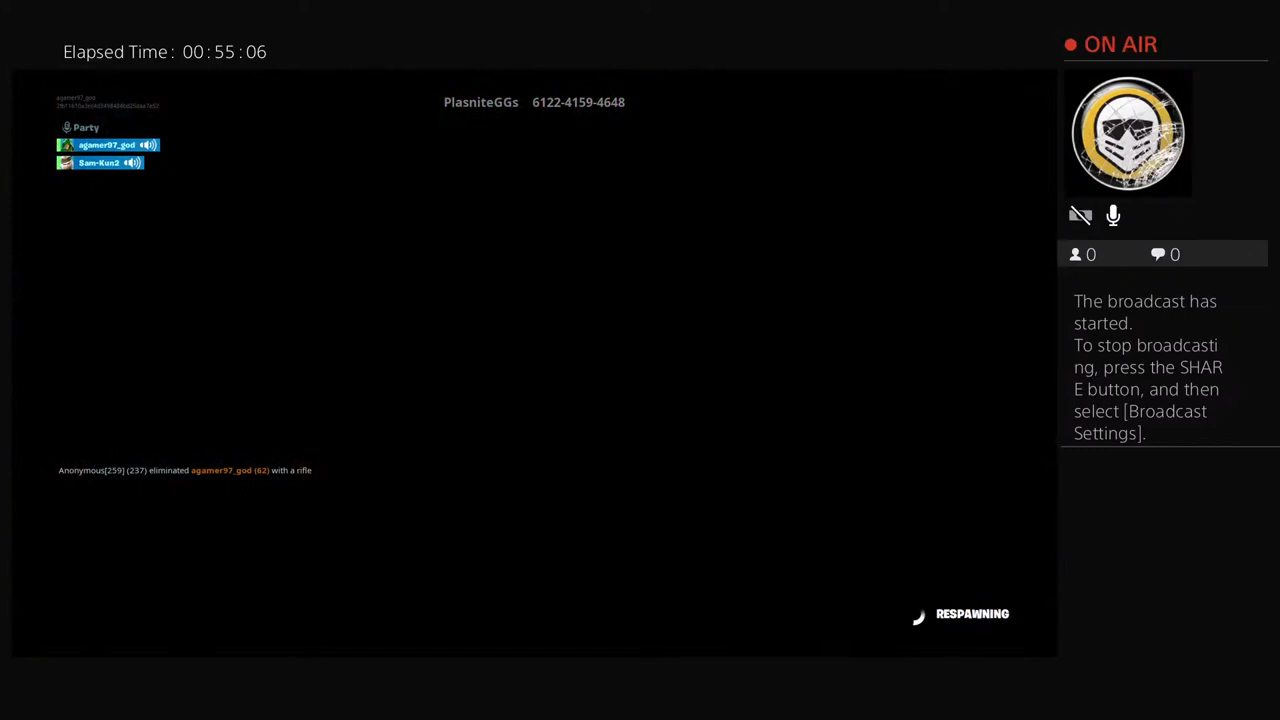 Elapsed Time: 00:55:06
ON AIR
agamer97_god
PlasniteGGs 6122-4159-4648
Party
agamer97_god
Sam-Kun2
0 0
The broadcast has
started.
To stop broadcasti
ng, press the SHAR
E button, and then
select [Broadcast
Settings].
Anonymous[259] (237) eliminated agamer97_god (62) with a rifle
RESPAWNING